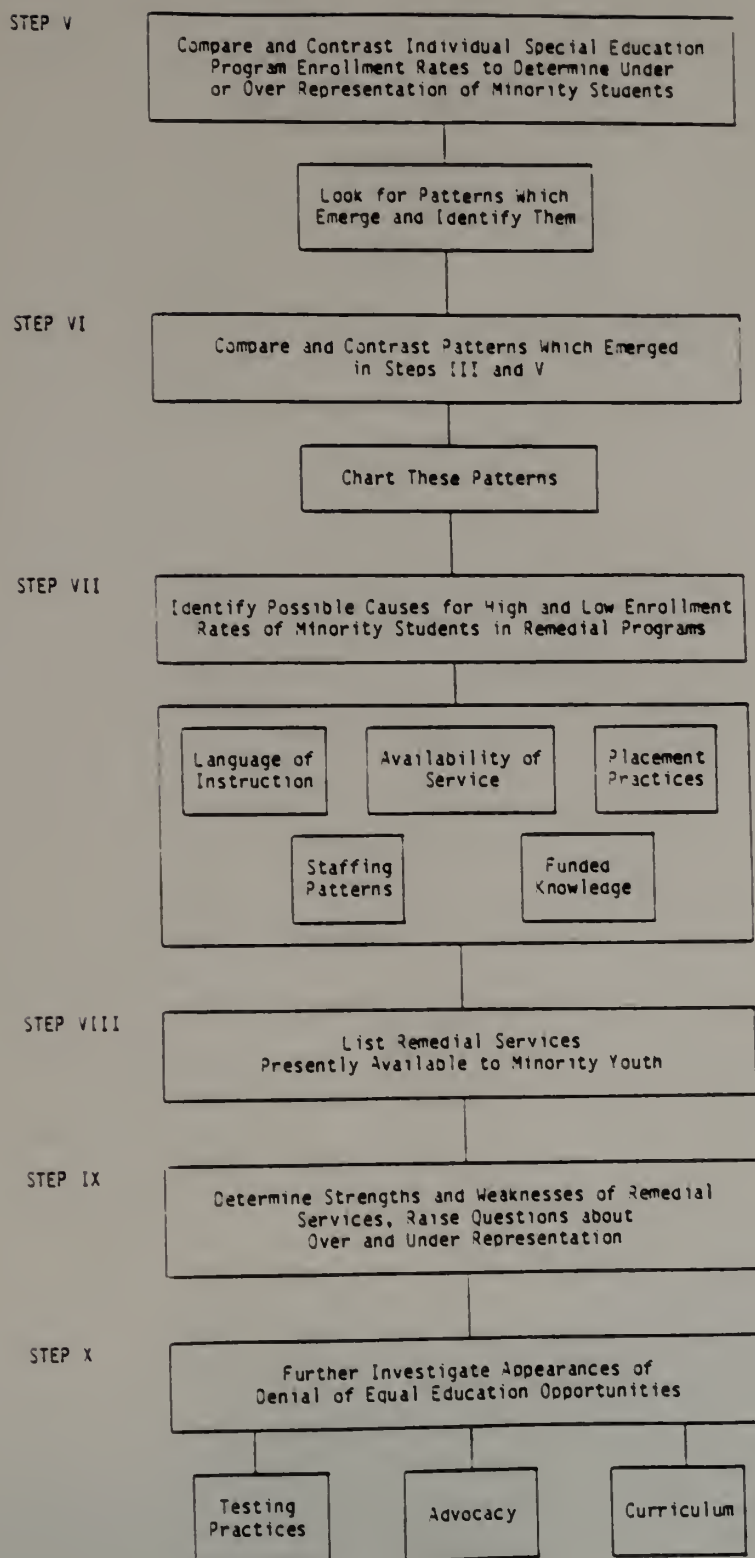 STEP V
Compare and Contrast Individual Special Education
Program Enrollment Rates to Determine Under
or Over Representation of Minority Students
Look for Patterns Which
Emerge and Identify Them
STEP VI
Compare and Contrast Patterns Which Emerged
in Steps III and V
Chart These Patterns
STEP VII
Identify Possible Causes for High and Low Enrollment
Rates of Minority Students in Remedial Programs
Language of
Instruction
Availability of
Service
Placement
Practices
Staffing
Patterns
Funded
Knowledge
STEP VIII
List Remedial Services
Presently Available to Minority Youth
STEP IX
Determine Strengths and Weaknesses of Remedial
Services, Raise Questions about
Over and Under Representation
STEP X
Further Investigate Appearances of
Denial of Equal Education Opportunities
Testing
Practices
Advocacy
Curriculum